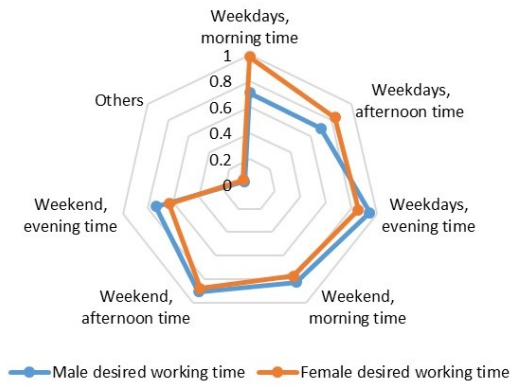 Weekdays,
morning time
1
0.8
0.6
0.4
0.2
0
Weekdays,
afternoon time
Weekdays,
evening time
Weekend,
morning time
Weekend,
afternoon time
Weekend,
evening time
Others
Male desired working time
Female desired working time